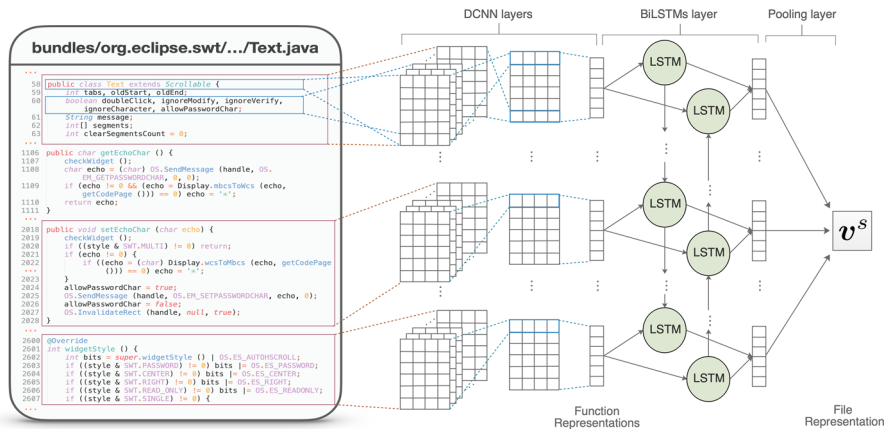 DCNN layers
BiLSTMs layer
Pooling layer
bundles/org.eclipse.swt/.../Text.java
...
58 public class Text extends Scrollable {
59 int tabs, oldStart, oldEnd;
60 boolean doubleClick, ignoreModify, ignoreVerify,
ignoreCharacter, allowPasswordChar;
61 String message;
62 int[] segments;
63 int clearSegmentsCount = 0;
...
1106 public char getEchoChar () {
1107 checkWidget ();
1108 char echo = (char) OS.SendMessage (handle, OS.
EM_GETPASSWORDCHAR, 0, 0);
1109 if (echo != 0 && (echo = Display.mbcsToWcs (echo,
getCodePage ())) == 0) echo = '*';
1110 return echo;
1111 }
...
2018 public void setEchoChar (char echo) {
2019 checkWidget ();
2020 if ((style & SWT.MULTI) != 0) return;
2021 if (echo != 0) {
2022 if ((echo = (char) Display.wcsToMbcs (echo, getCodePage
... ())) == 0) echo = '*';
2023 }
2024 allowPasswordChar = true;
2025 OS.SendMessage (handle, OS.EM_SETPASSWORDCHAR, echo, 0);
2026 allowPasswordChar = false;
2027 OS.InvalidateRect (handle, null, true);
2028 }
...
2600 @Override
2601 int widgetStyle () {
2602 int bits = super.widgetStyle () | OS.ES_AUTOHSCROLL;
2603 if ((style & SWT.PASSWORD) != 0) bits |= OS.ES_PASSWORD;
2604 if ((style & SWT.CENTER) != 0) bits |= OS.ES_CENTER;
2605 if ((style & SWT.RIGHT) != 0) bits |= OS.ES_RIGHT;
2606 if ((style & SWT.READ_ONLY) != 0) bits |= OS.ES_READONLY;
2607 if ((style & SWT.SINGLE) != 0) {
...
LSTM
LSTM
...
LSTM
LSTM
...
LSTM
LSTM
v^s
Function
Representations
File
Representation